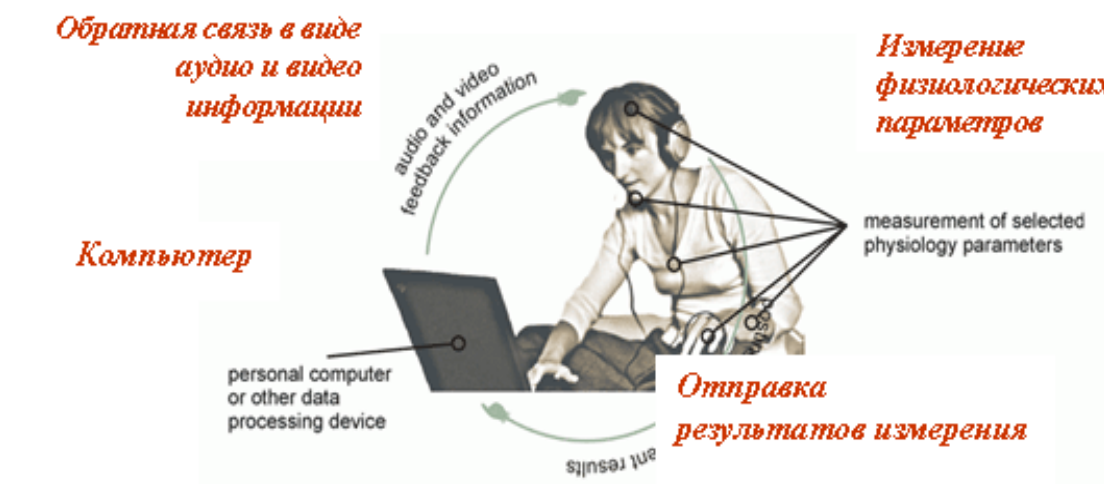 Обратная связь в виде
аудио и видео
информации
audio and video
feedback information
Измерение
физиологических
параметров
measurement of selected
physiology parameters
Компьютер
personal computer
or other data
processing device
Отправка
результатов измерения
results